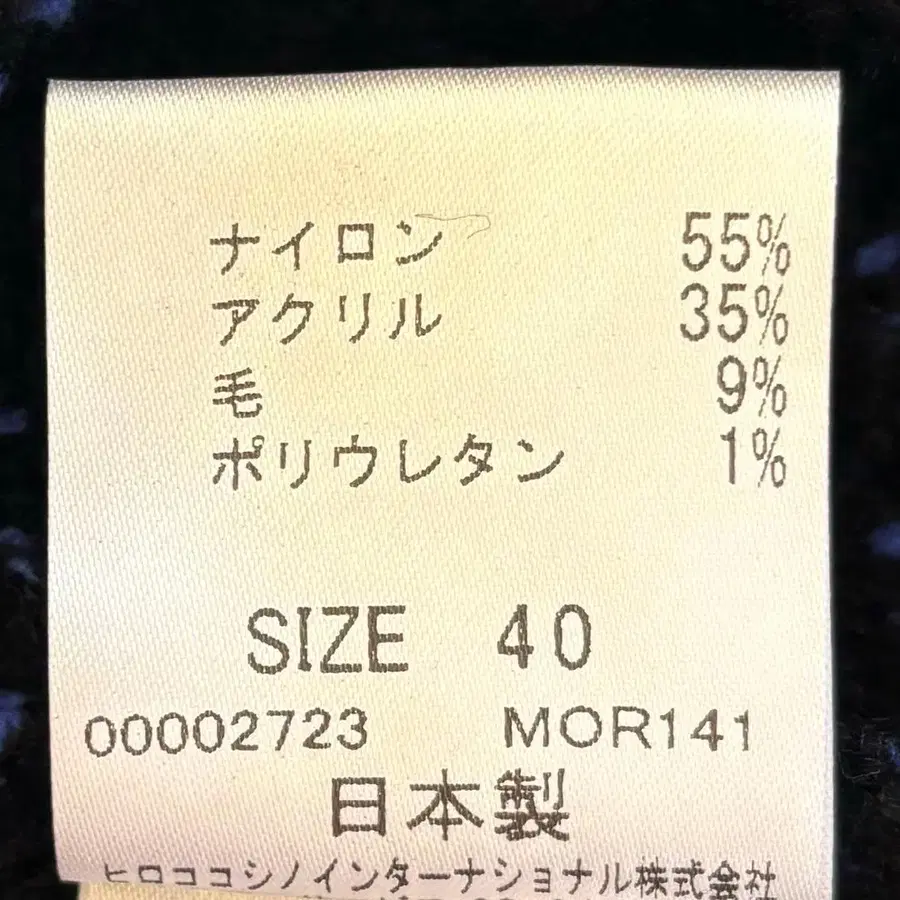 ナイロン 55%
アクリル 35%
毛 9%
ポリウレタン 1%
SIZE 40
00002723 MOR141
日本製
ヒロココシノインターナショナル株式会社